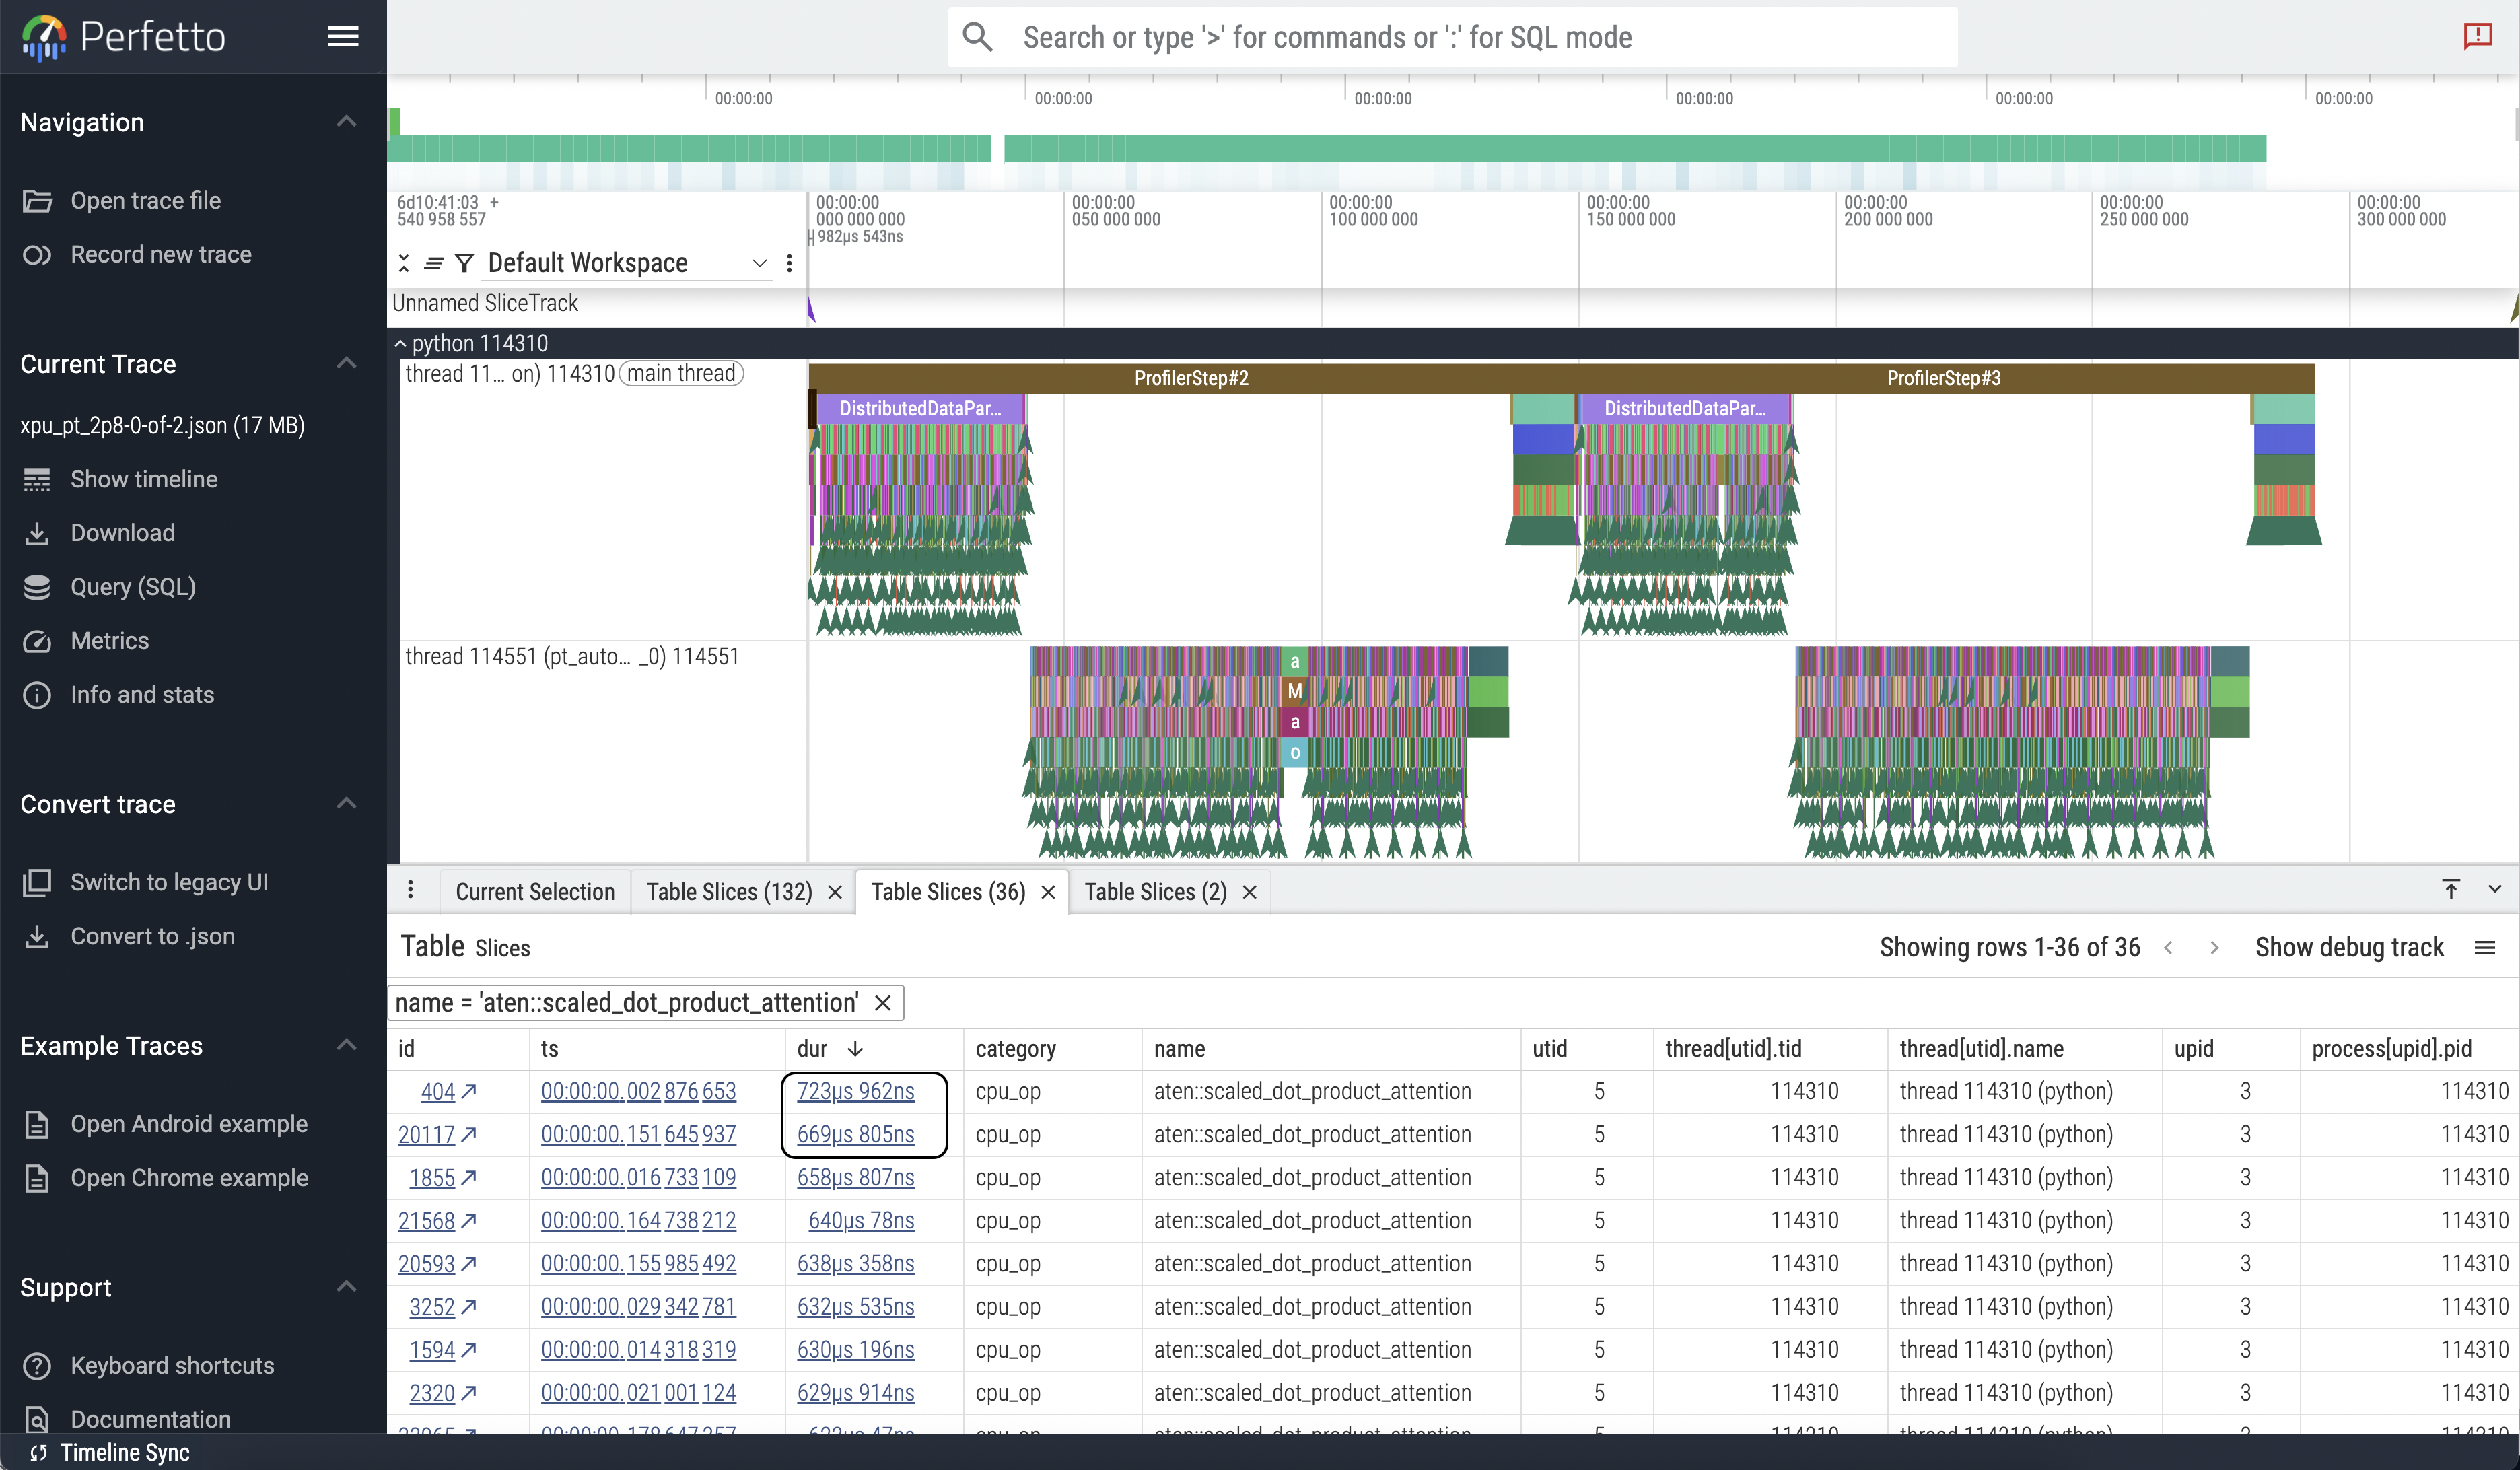 Perfetto
Search or type '>' for commands or ':' for SQL mode
Navigation
Open trace file
Record new trace
Current Trace
xpu_pt_2p8-0-of-2.json (17 MB)
Show timeline
Download
Query (SQL)
Metrics
Info and stats
Convert trace
Switch to legacy UI
Convert to .json
Example Traces
Open Android example
Open Chrome example
Support
Keyboard shortcuts
Documentation
Timeline Sync
00:00:00 00:00:00 00:00:00 00:00:00 00:00:00 00:00:00
6d10:41:03 + 00:00:00 00:00:00 00:00:00 00:00:00 00:00:00 00:00:00 00:00:00
540 958 557 000 000 000 050 000 000 100 000 000 150 000 000 200 000 000 250 000 000 300 000 000
982µs 543ns
Default Workspace
Unnamed SliceTrack
python 114310
thread 11... on) 114310 main thread
ProfilerStep#2 ProfilerStep#3
DistributedDataPar... DistributedDataPar...
thread 114551 (pt_auto... _0) 114551
a
M
a
o
Current Selection Table Slices (132) Table Slices (36) Table Slices (2)
Table Slices Showing rows 1-36 of 36 Show debug track
name = 'aten::scaled_dot_product_attention'
id ts dur category name utid thread[utid].tid thread[utid].name upid process[upid].pid
404 00:00:00.002 876 653 723µs 962ns cpu_op aten::scaled_dot_product_attention 5 114310 thread 114310 (python) 3 114310
20117 00:00:00.151 645 937 669µs 805ns cpu_op aten::scaled_dot_product_attention 5 114310 thread 114310 (python) 3 114310
1855 00:00:00.016 733 109 658µs 807ns cpu_op aten::scaled_dot_product_attention 5 114310 thread 114310 (python) 3 114310
21568 00:00:00.164 738 212 640µs 78ns cpu_op aten::scaled_dot_product_attention 5 114310 thread 114310 (python) 3 114310
20593 00:00:00.155 985 492 638µs 358ns cpu_op aten::scaled_dot_product_attention 5 114310 thread 114310 (python) 3 114310
3252 00:00:00.029 342 781 632µs 535ns cpu_op aten::scaled_dot_product_attention 5 114310 thread 114310 (python) 3 114310
1594 00:00:00.014 318 319 630µs 196ns cpu_op aten::scaled_dot_product_attention 5 114310 thread 114310 (python) 3 114310
2320 00:00:00.021 001 124 629µs 914ns cpu_op aten::scaled_dot_product_attention 5 114310 thread 114310 (python) 3 114310